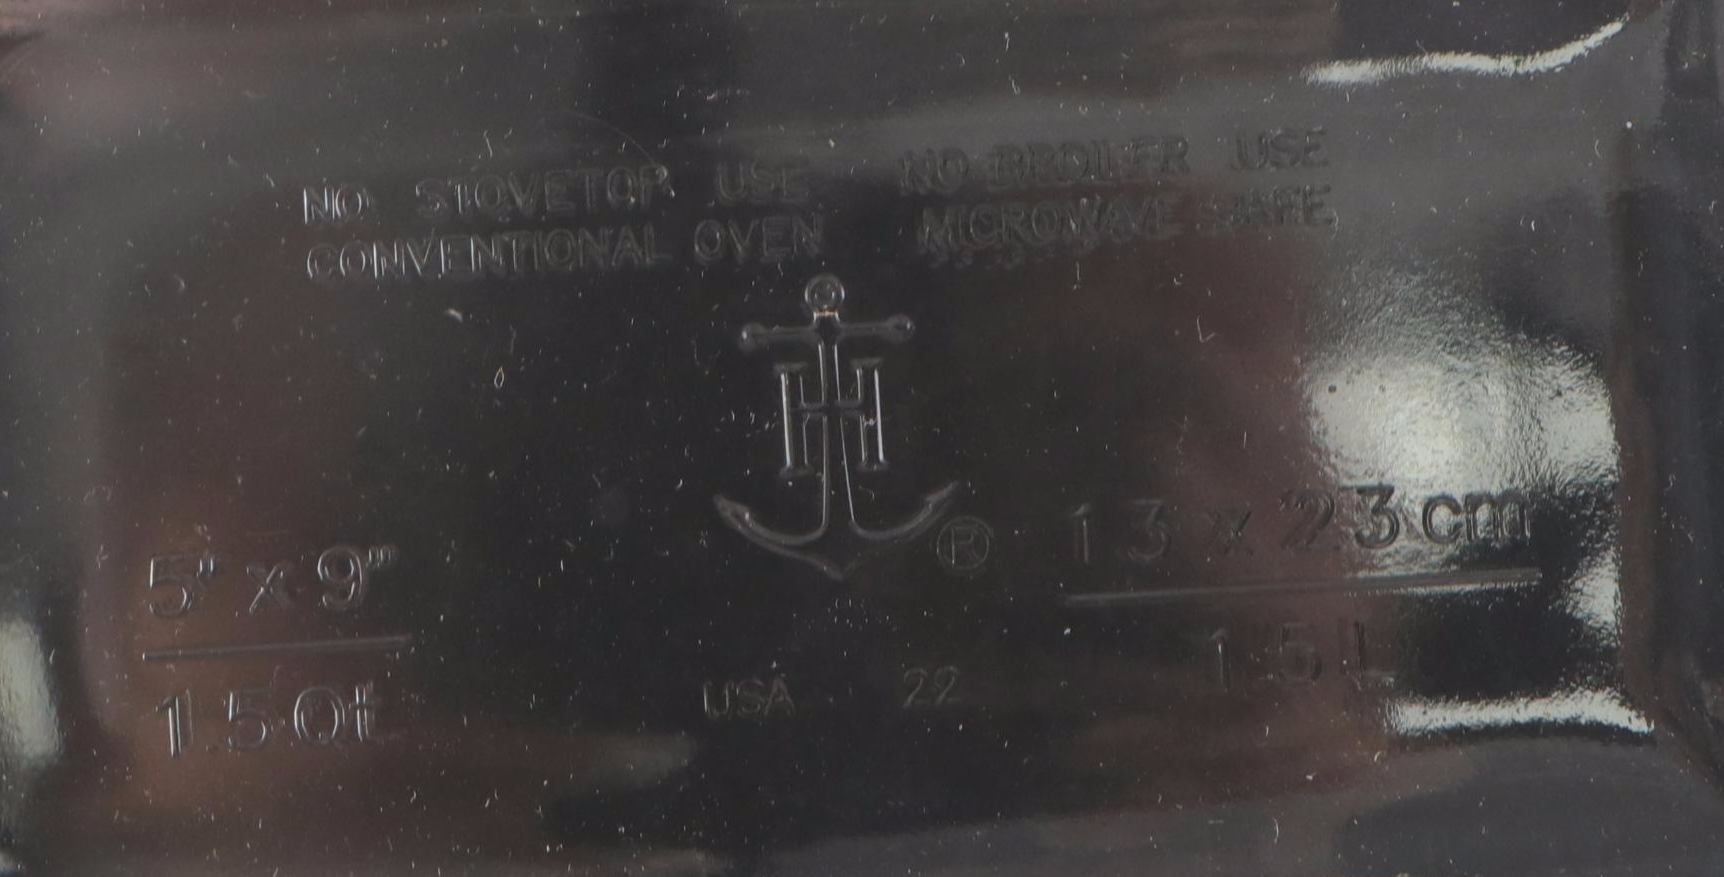 NO STOVETOP USE NO BROILER USE
CONVENTIONAL OVEN MICROWAVE SAFE
H
®
5" x 9"
1.5 Qt
13 x 23 cm
1.5 L
USA 22